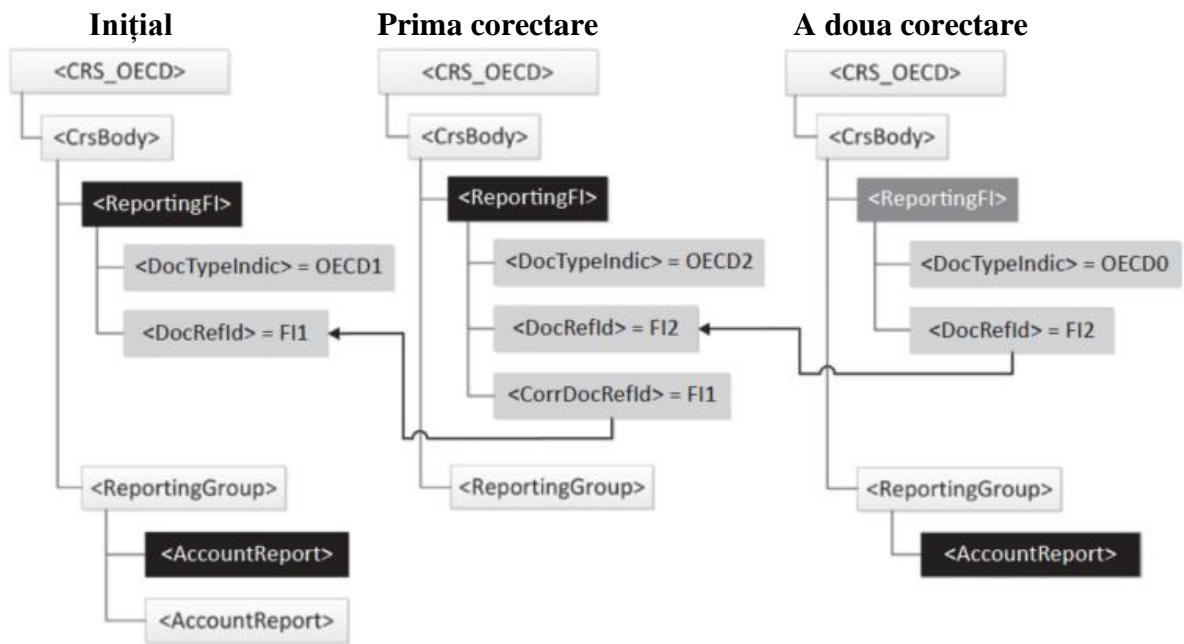 Inițial
<CRS_OECD>
<CrsBody>
<ReportingFI>
<DocTypeIndic> = OECD1
<DocRefId> = FI1
<ReportingGroup>
<AccountReport>
<AccountReport>
Prima corectare
<CRS_OECD>
<CrsBody>
<ReportingFI>
<DocTypeIndic> = OECD2
<DocRefId> = FI2
<CorrDocRefId> = FI1
<ReportingGroup>
A doua corectare
<CRS_OECD>
<CrsBody>
<ReportingFI>
<DocTypeIndic> = OECD0
<DocRefId> = FI2
<ReportingGroup>
<AccountReport>